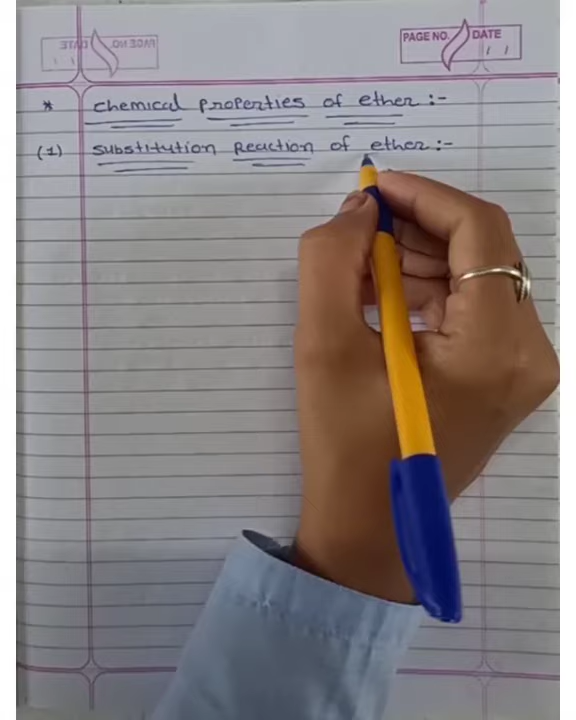 PAGE NO. DATE
/ /
* chemical properties of ether :-
(1) substitution Reaction of ether :-